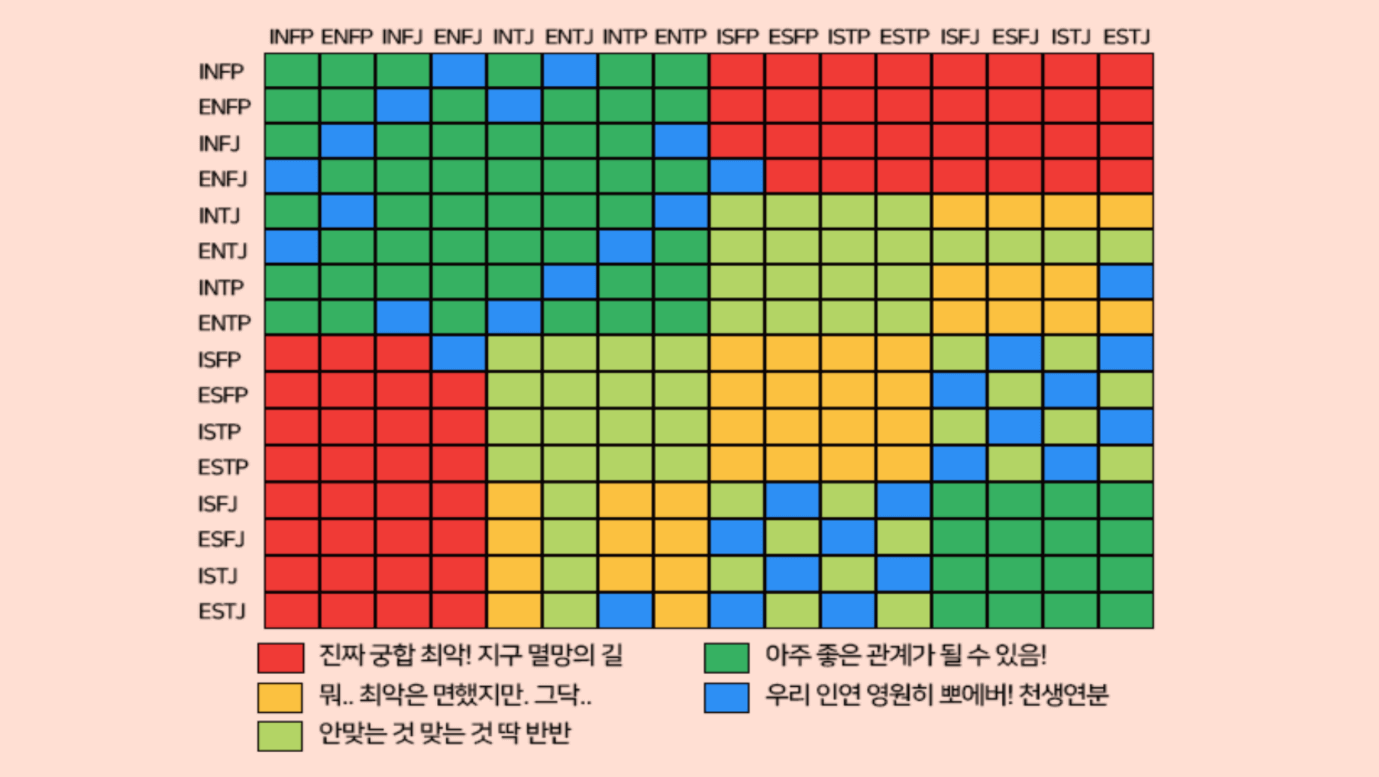 INFP ENFP INFJ ENFJ INTJ ENTJ INTP ENTP ISFP ESFP ISTP ESTP ISFJ ESFJ ISTJ ESTJ
INFP
ENFP
INFJ
ENFJ
INTJ
ENTJ
INTP
ENTP
ISFP
ESFP
ISTP
ESTP
ISFJ
ESFJ
ISTJ
ESTJ
진짜 궁합 최악! 지구 멸망의 길
뭐.. 최악은 면했지만. 그닥..
안맞는 것 맞는 것 딱 반반
아주 좋은 관계가 될 수 있음!
우리 인연 영원히 뽀에버! 천생연분